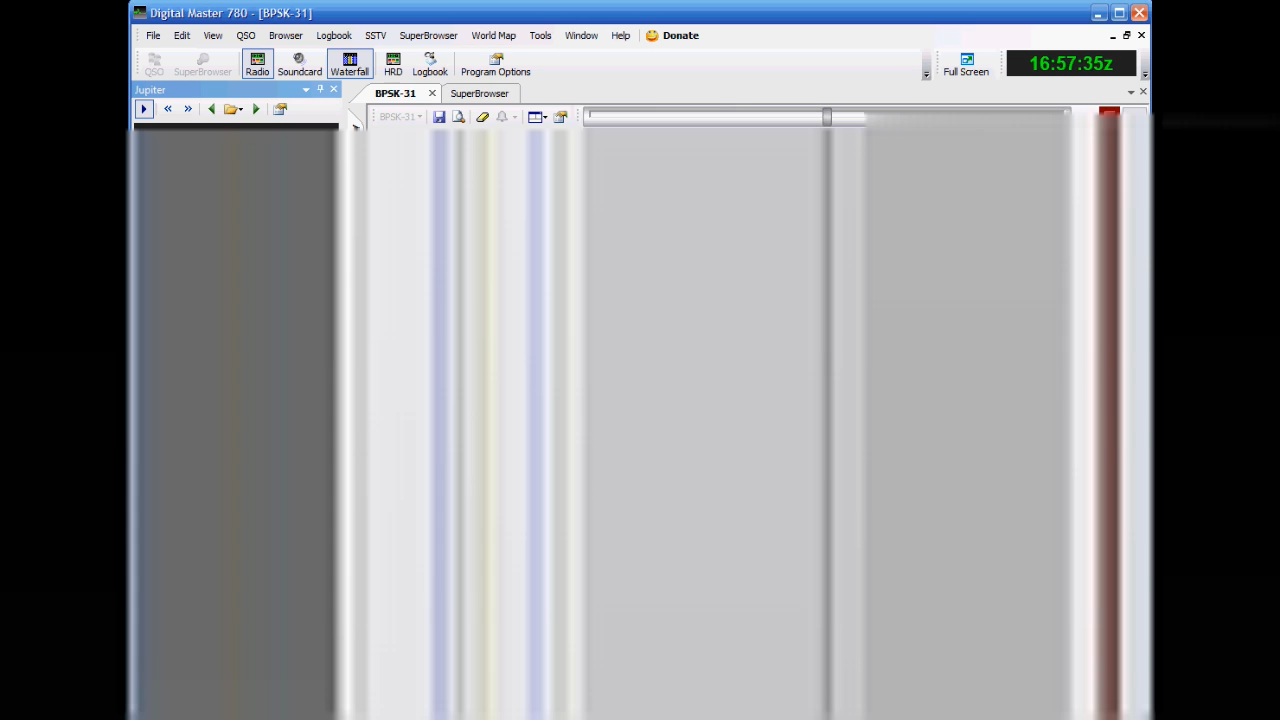 Digital Master 780 - [BPSK-31]
File Edit View QSO Browser Logbook SSTV SuperBrowser World Map Tools Window Help Donate
QSO SuperBrowser Radio Soundcard Waterfall HRD Logbook Program Options Full Screen 16:57:35z
Jupiter BPSK-31 SuperBrowser
BPSK-31